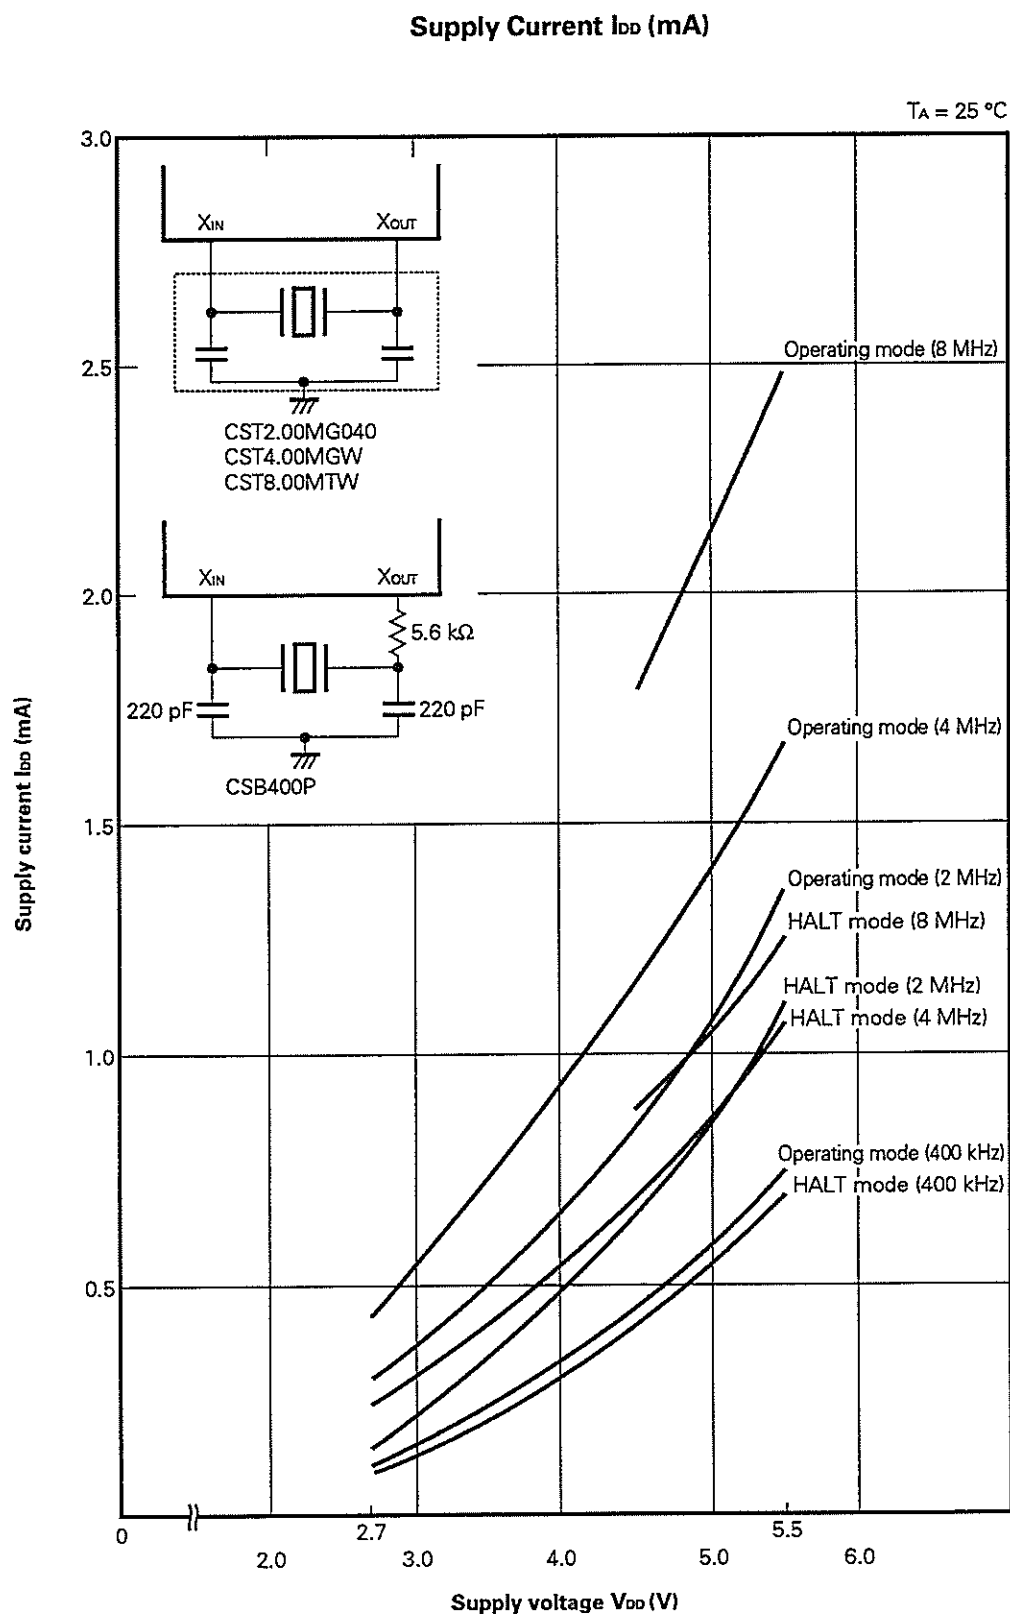 Supply Current IDD (mA)
TA = 25 °C
3.0
XIN XOUT
Operating mode (8 MHz)
2.5
CST2.00MG040
CST4.00MGW
CST8.00MTW
XIN XOUT
2.0
5.6 kΩ
220 pF 220 pF
Operating mode (4 MHz)
CSB400P
1.5
Operating mode (2 MHz)
HALT mode (8 MHz)
HALT mode (2 MHz)
HALT mode (4 MHz)
1.0
Operating mode (400 kHz)
HALT mode (400 kHz)
0.5
Supply current IDD (mA)
0 2.7 5.5
2.0 3.0 4.0 5.0 6.0
Supply voltage VDD (V)